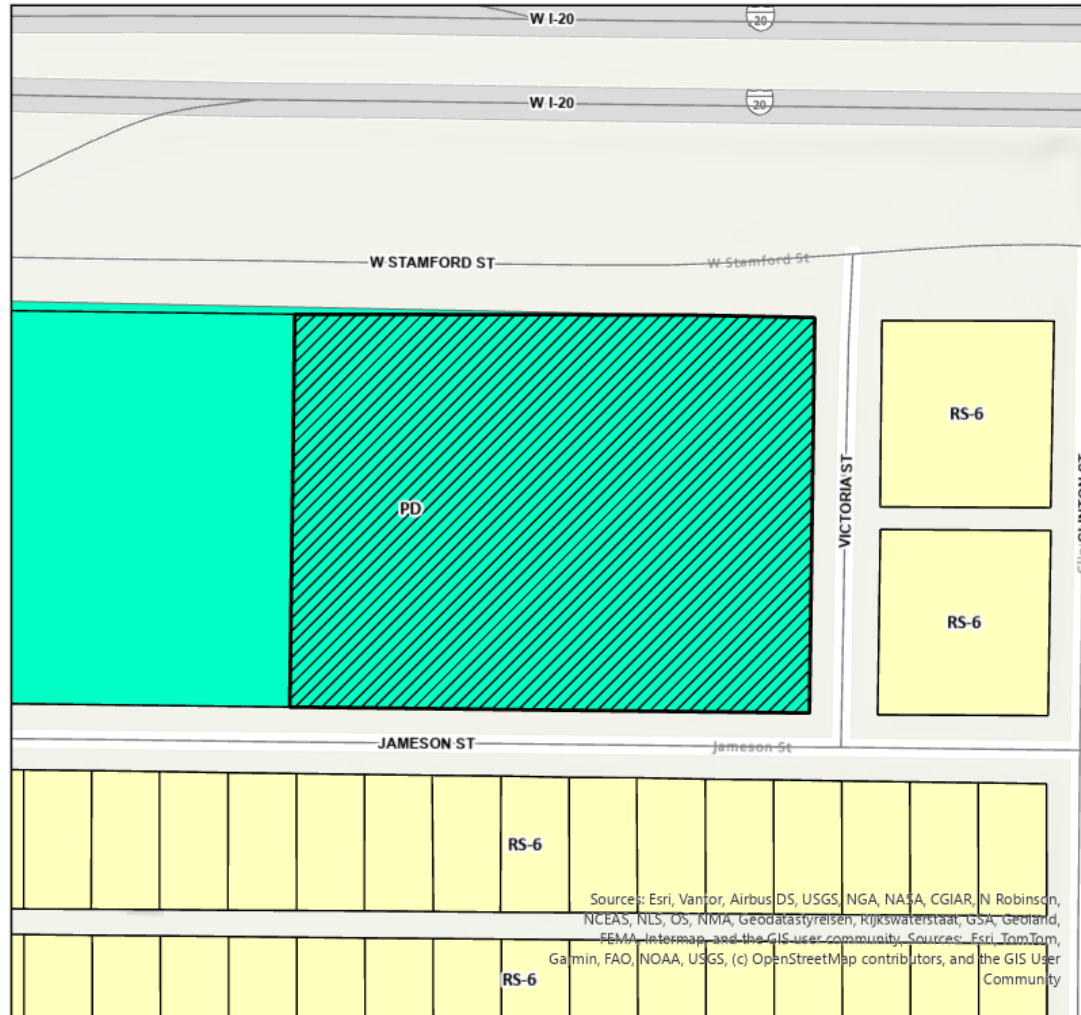 W I-20
20
W I-20
20
W STAMFORD ST
W Stamford St
RS-6
PD
VICTORIA ST
RS-6
JAMESON ST
Jameson St
RS-6
Sources: Esri, Vantor, Airbus DS, USGS, NGA, NASA, CGIAR, N Robinson,
NCEAS, NLS, OS, NMA, Geodatastyrelsen, Rijkswaterstaat, GSA, Geoland,
FEMA, Intermap, and the GIS user community, Sources: Esri, TomTom,
Garmin, FAO, NOAA, USGS, (c) OpenStreetMap contributors, and the GIS User
Community
RS-6